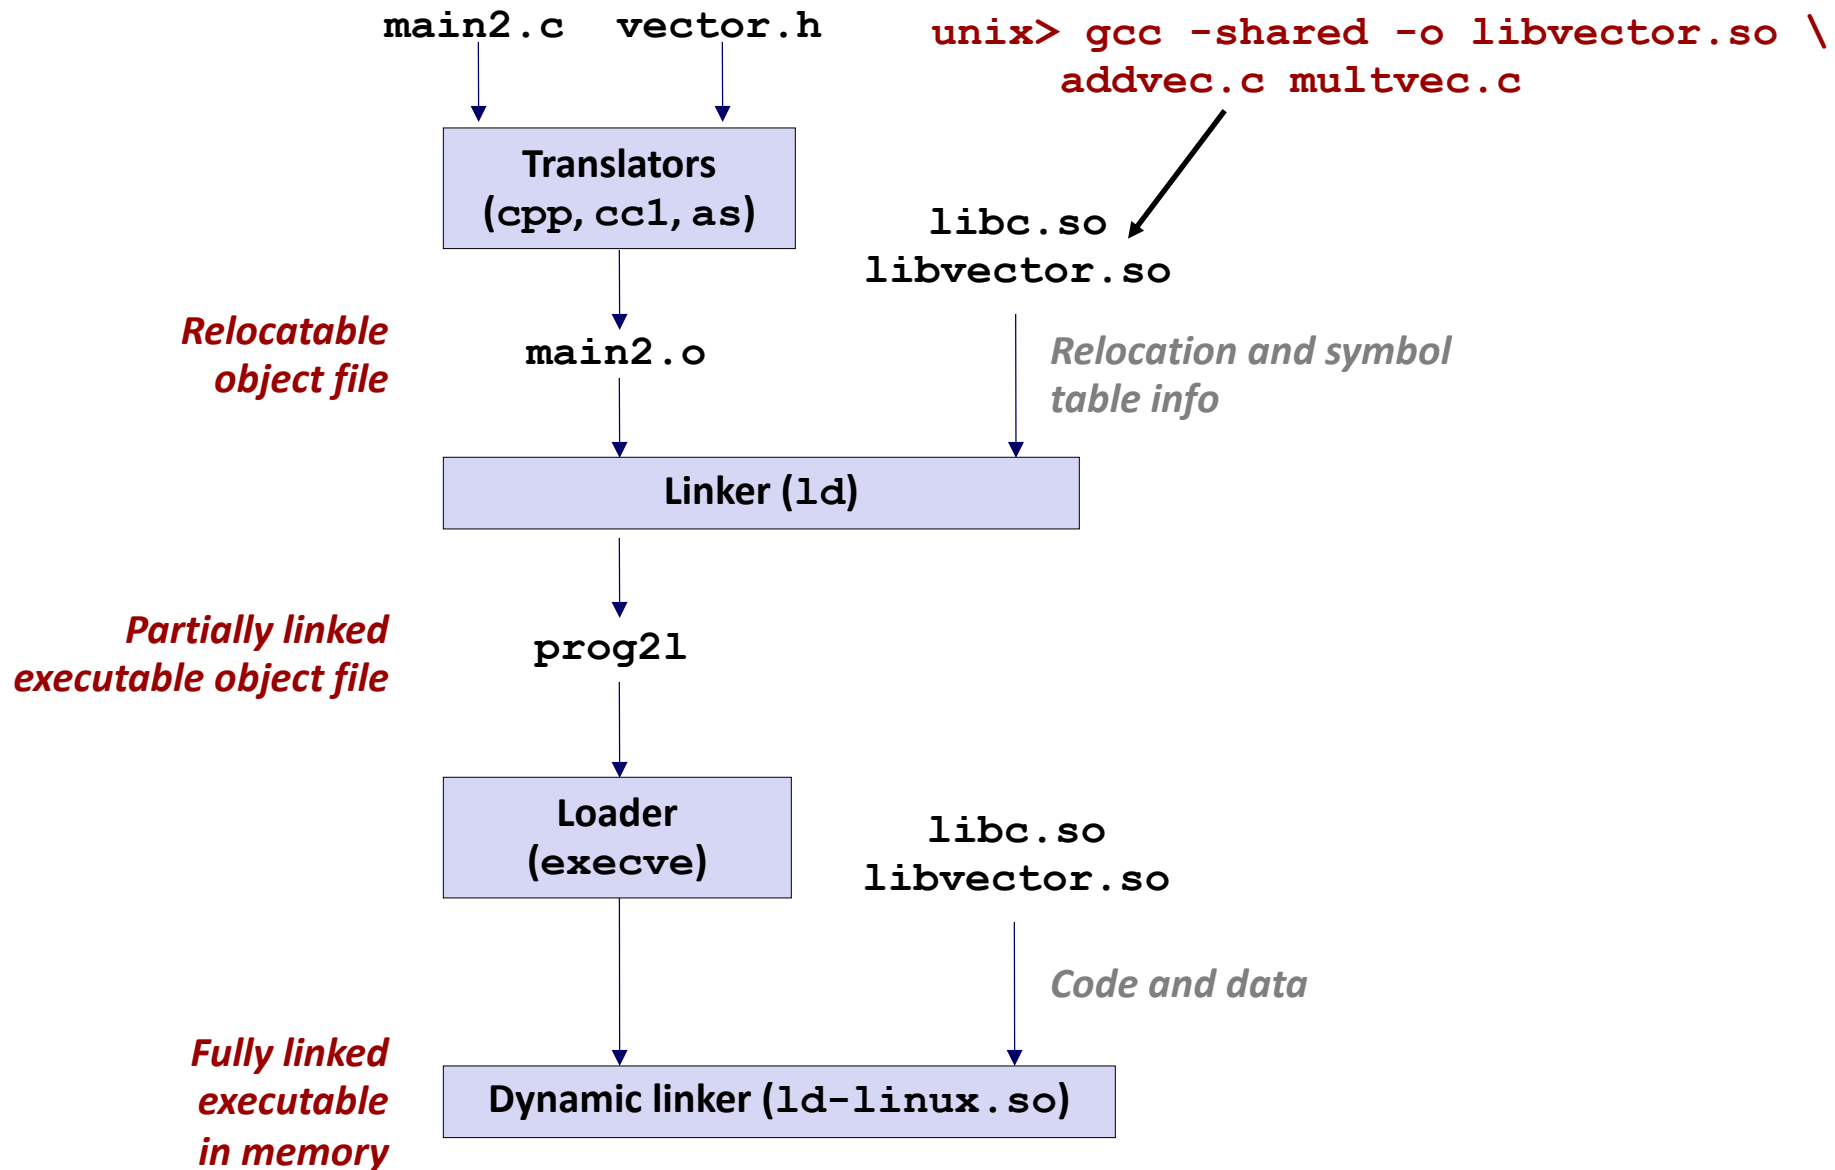 main2.c vector.h
unix> gcc -shared -o libvector.so \
addvec.c multvec.c
Translators
(cpp, cc1, as)
libc.so
libvector.so
Relocatable
object file
main2.o
Relocation and symbol
table info
Linker (ld)
Partially linked
executable object file
prog2l
Loader
(execve)
libc.so
libvector.so
Code and data
Fully linked
executable
in memory
Dynamic linker (ld-linux.so)